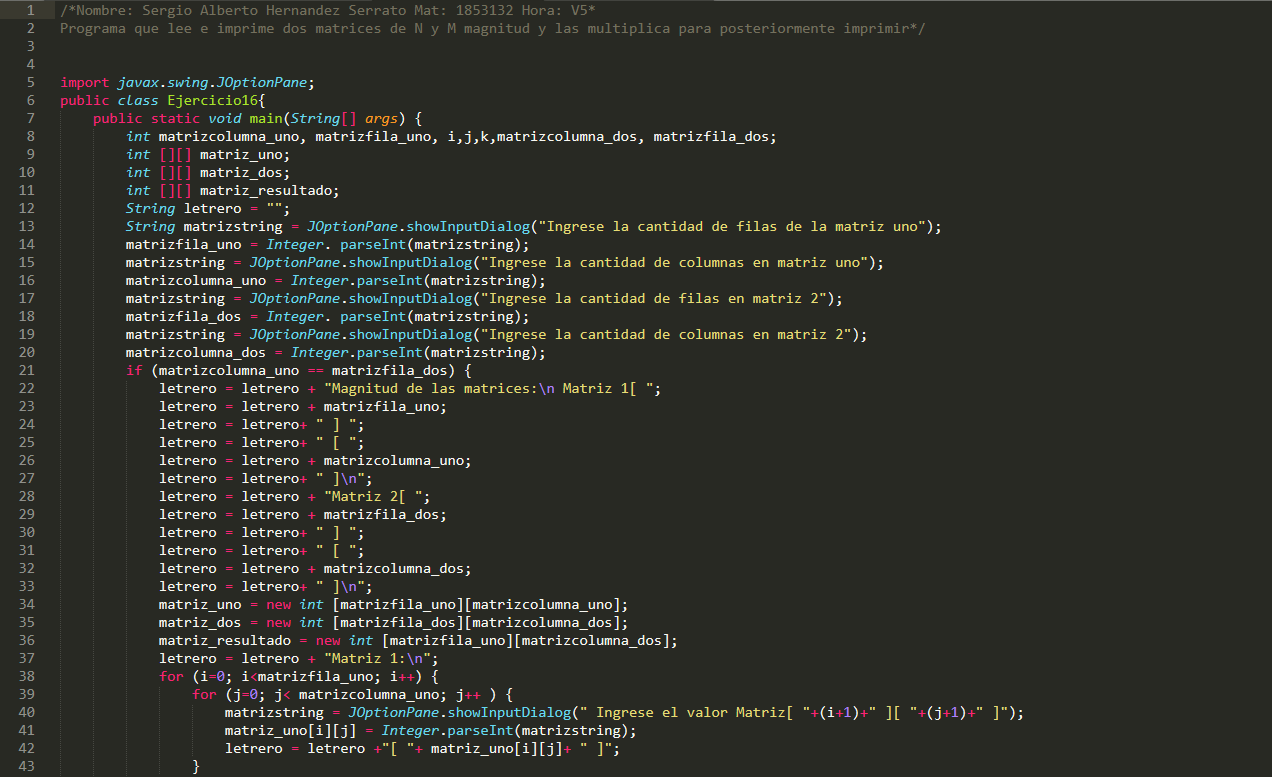 1 /*Nombre: Sergio Alberto Hernandez Serrato Mat: 1853132 Hora: V5*
2 Programa que lee e imprime dos matrices de N y M magnitud y las multiplica para posteriormente imprimir*/
3
4
5 import javax.swing.JOptionPane;
6 public class Ejercicio16{
7 public static void main(String[] args) {
8 int matrizcolumna_uno, matrizfila_uno, i,j,k,matrizcolumna_dos, matrizfila_dos;
9 int [][] matriz_uno;
10 int [][] matriz_dos;
11 int [][] matriz_resultado;
12 String letrero = "";
13 String matrizstring = JOptionPane.showInputDialog("Ingrese la cantidad de filas de la matriz uno");
14 matrizfila_uno = Integer. parseInt(matrizstring);
15 matrizstring = JOptionPane.showInputDialog("Ingrese la cantidad de columnas en matriz uno");
16 matrizcolumna_uno = Integer.parseInt(matrizstring);
17 matrizstring = JOptionPane.showInputDialog("Ingrese la cantidad de filas en matriz 2");
18 matrizfila_dos = Integer. parseInt(matrizstring);
19 matrizstring = JOptionPane.showInputDialog("Ingrese la cantidad de columnas en matriz 2");
20 matrizcolumna_dos = Integer.parseInt(matrizstring);
21 if (matrizcolumna_uno == matrizfila_dos) {
22 letrero = letrero + "Magnitud de las matrices:\n Matriz 1[ ";
23 letrero = letrero + matrizfila_uno;
24 letrero = letrero+ " ] ";
25 letrero = letrero+ " [ ";
26 letrero = letrero + matrizcolumna_uno;
27 letrero = letrero+ " ]\n";
28 letrero = letrero + "Matriz 2[ ";
29 letrero = letrero + matrizfila_dos;
30 letrero = letrero+ " ] ";
31 letrero = letrero+ " [ ";
32 letrero = letrero + matrizcolumna_dos;
33 letrero = letrero+ " ]\n";
34 matriz_uno = new int [matrizfila_uno][matrizcolumna_uno];
35 matriz_dos = new int [matrizfila_dos][matrizcolumna_dos];
36 matriz_resultado = new int [matrizfila_uno][matrizcolumna_dos];
37 letrero = letrero + "Matriz 1:\n";
38 for (i=0; i<matrizfila_uno; i++) {
39 for (j=0; j< matrizcolumna_uno; j++ ) {
40 matrizstring = JOptionPane.showInputDialog(" Ingrese el valor Matriz[ "+(i+1)+" ][ "+(j+1)+" ]");
41 matriz_uno[i][j] = Integer.parseInt(matrizstring);
42 letrero = letrero +"[ "+ matriz_uno[i][j]+ " ]";
43 }